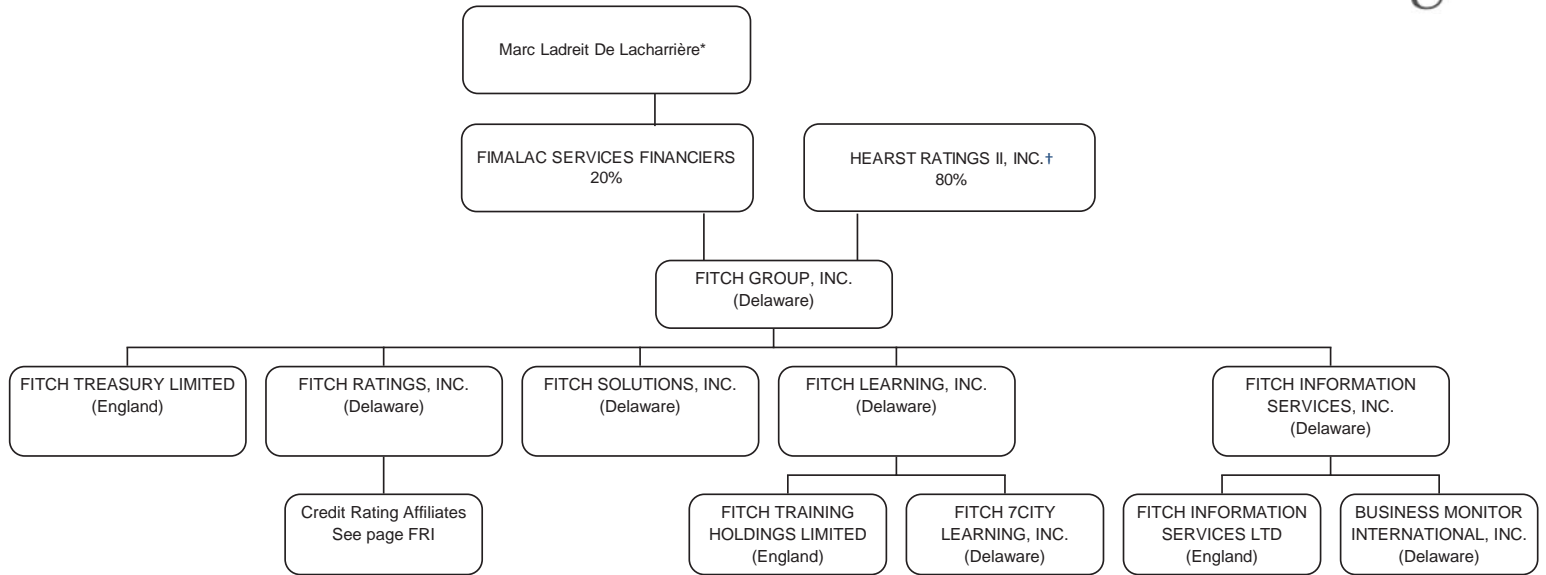 Marc Ladreit De Lacharrière*
FIMALAC SERVICES FINANCIERS
20%
HEARST RATINGS II, INC.†
80%
FITCH GROUP, INC.
(Delaware)
FITCH TREASURY LIMITED
(England)
FITCH RATINGS, INC.
(Delaware)
FITCH SOLUTIONS, INC.
(Delaware)
FITCH LEARNING, INC.
(Delaware)
FITCH INFORMATION
SERVICES, INC.
(Delaware)
Credit Rating Affiliates
See page FRI
FITCH TRAINING
HOLDINGS LIMITED
(England)
FITCH 7CITY
LEARNING, INC.
(Delaware)
FITCH INFORMATION
SERVICES LTD
(England)
BUSINESS MONITOR
INTERNATIONAL, INC.
(Delaware)